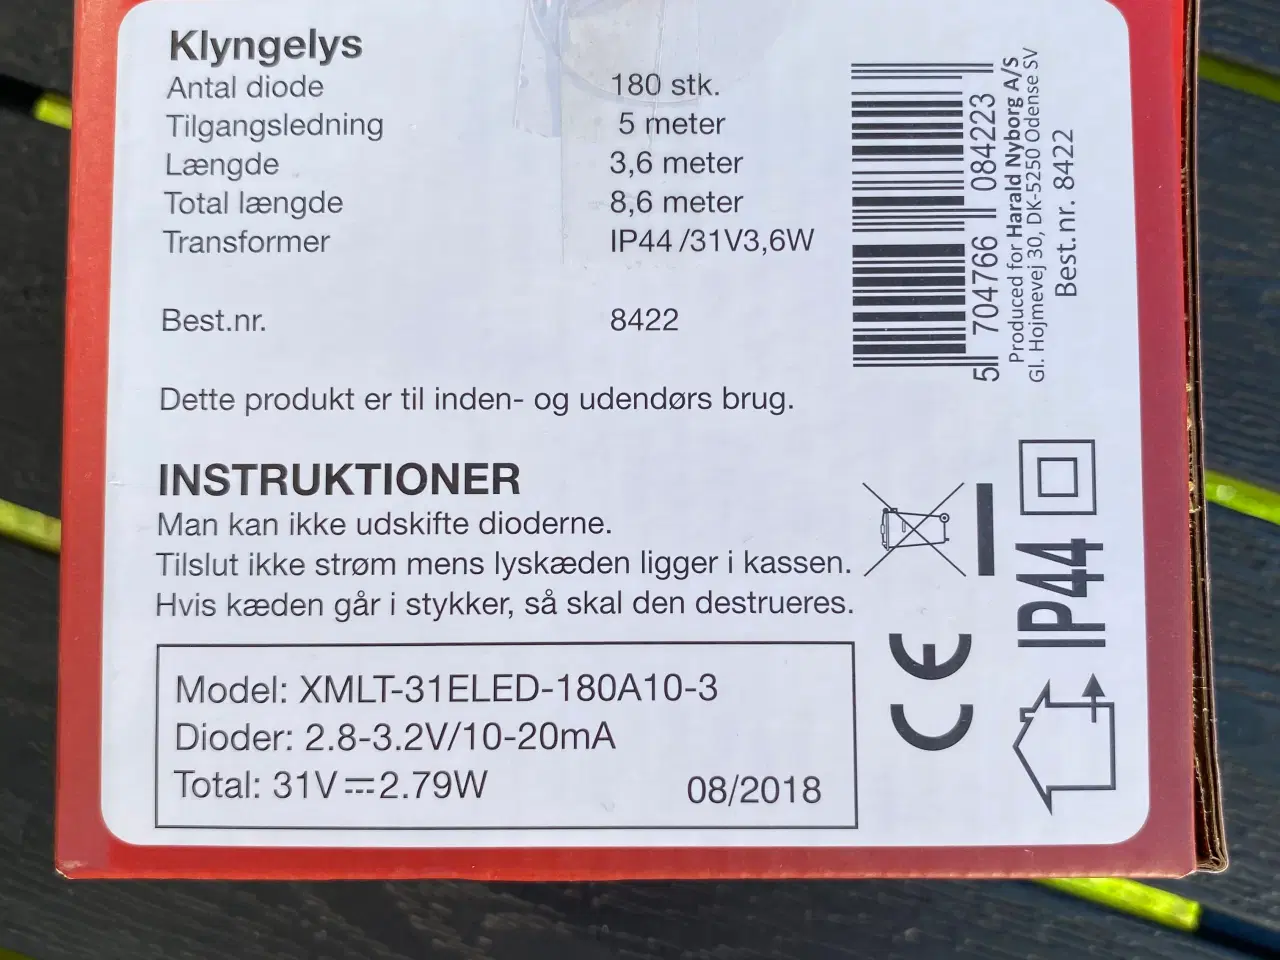 Klyngelys
Antal diode 180 stk.
Tilgangsledning 5 meter
Længde 3,6 meter
Total længde 8,6 meter
Transformer IP44/31V3,6W
Best.nr. 8422
Dette produkt er til inden- og udendørs brug.
INSTRUKTIONER
Man kan ikke udskifte dioderne.
Tilslut ikke strøm mens lyskæden ligger i kassen.
Hvis kæden går i stykker, så skal den destrueres.
Model: XMLT-31ELED-180A10-3
Dioder: 2.8-3.2V/10-20mA
Total: 31V⎓2.79W 08/2018
5 704766 084223
Produced for Harald Nyborg A/S
Gl. Hojmevej 30, DK-5250 Odense SV
Best.nr. 8422
IP44
CE